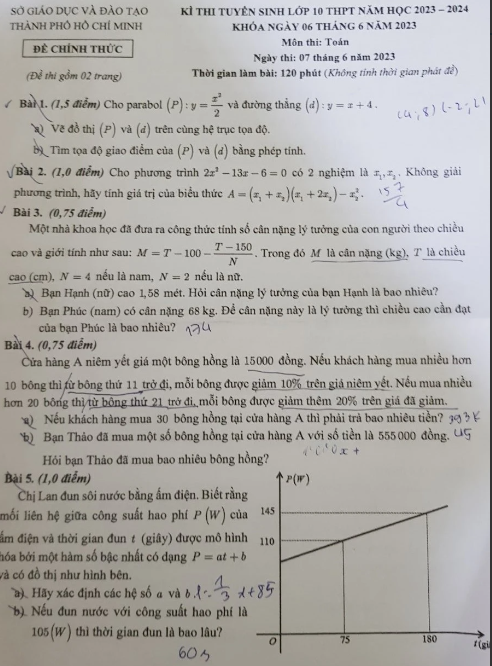 SỞ GIÁO DỤC VÀ ĐÀO TẠO
THÀNH PHỐ HỒ CHÍ MINH
ĐỀ CHÍNH THỨC
(Đề thi gồm 02 trang)
KÌ THI TUYỂN SINH LỚP 10 THPT NĂM HỌC 2023 – 2024
KHÓA NGÀY 06 THÁNG 6 NĂM 2023
Môn thi: Toán
Ngày thi: 07 tháng 6 năm 2023
Thời gian làm bài: 120 phút (Không tính thời gian phát đề)
Bài 1. (1,5 điểm) Cho parabol (P): y = x²/2 và đường thẳng (d): y = x + 4.
(4; 8) (-2; 2)
a) Vẽ đồ thị (P) và (d) trên cùng hệ trục tọa độ.
b) Tìm tọa độ giao điểm của (P) và (d) bằng phép tính.
Bài 2. (1,0 điểm) Cho phương trình 2x² – 13x – 6 = 0 có 2 nghiệm là x₁, x₂. Không giải
phương trình, hãy tính giá trị của biểu thức A = (x₁ + x₂)(x₁ + 2x₂) – x₂².
157/4
Bài 3. (0,75 điểm)
Một nhà khoa học đã đưa ra công thức tính số cân nặng lý tưởng của con người theo chiều
cao và giới tính như sau: M = T – 100 – (T – 150)/N. Trong đó M là cân nặng (kg), T là chiều
cao (cm), N = 4 nếu là nam, N = 2 nếu là nữ.
a) Bạn Hạnh (nữ) cao 1,58 mét. Hỏi cân nặng lý tưởng của bạn Hạnh là bao nhiêu?
b) Bạn Phúc (nam) có cân nặng 68 kg. Để cân nặng này là lý tưởng thì chiều cao cần đạt
của bạn Phúc là bao nhiêu? 174
Bài 4. (0,75 điểm)
Cửa hàng A niêm yết giá một bông hồng là 15000 đồng. Nếu khách hàng mua nhiều hơn
10 bông thì từ bông thứ 11 trở đi, mỗi bông được giảm 10% trên giá niêm yết. Nếu mua nhiều
hơn 20 bông thì từ bông thứ 21 trở đi, mỗi bông được giảm thêm 20% trên giá đã giảm.
a) Nếu khách hàng mua 30 bông hồng tại cửa hàng A thì phải trả bao nhiêu tiền? 393K
b) Bạn Thảo đã mua một số bông hồng tại cửa hàng A với số tiền là 555000 đồng. 45
Hỏi bạn Thảo đã mua bao nhiêu bông hồng?
Bài 5. (1,0 điểm)
Chị Lan đun sôi nước bằng ấm điện. Biết rằng
mối liên hệ giữa công suất hao phí P (W) của
ấm điện và thời gian đun t (giây) được mô hình
hóa bởi một hàm số bậc nhất có dạng P = at + b
và có đồ thị như hình bên.
a) Hãy xác định các hệ số a và b. 1/3 x+85
b) Nếu đun nước với công suất hao phí là
105(W) thì thời gian đun là bao lâu?
60s
P(W)
145
110
O
75
180
t(gi